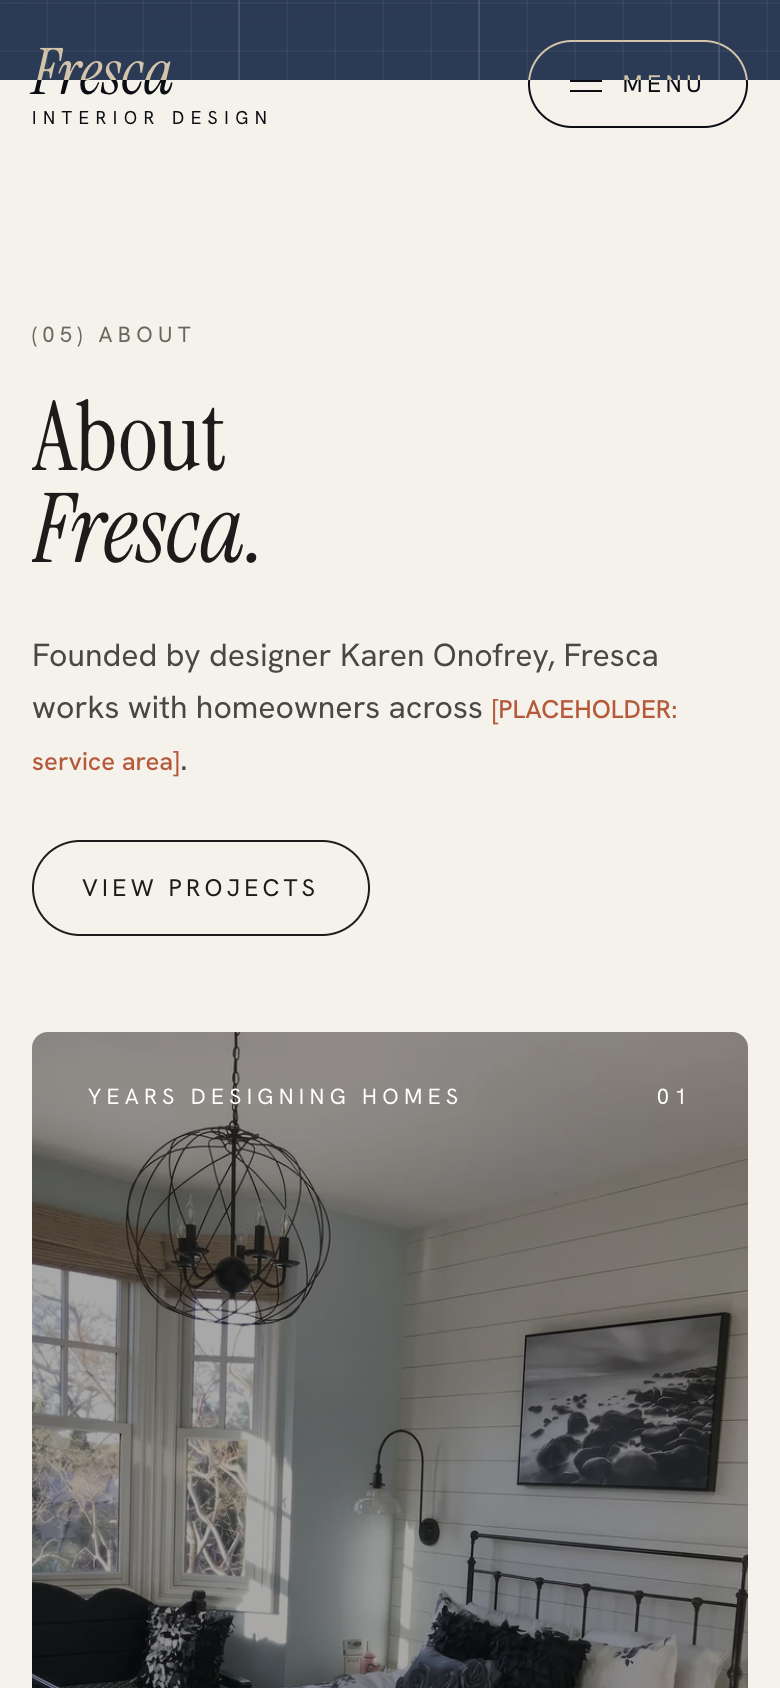 Fresca
INTERIOR DESIGN
MENU
(05) ABOUT
About
Fresca.
Founded by designer Karen Onofrey, Fresca
works with homeowners across [PLACEHOLDER:
service area].
VIEW PROJECTS
YEARS DESIGNING HOMES 01